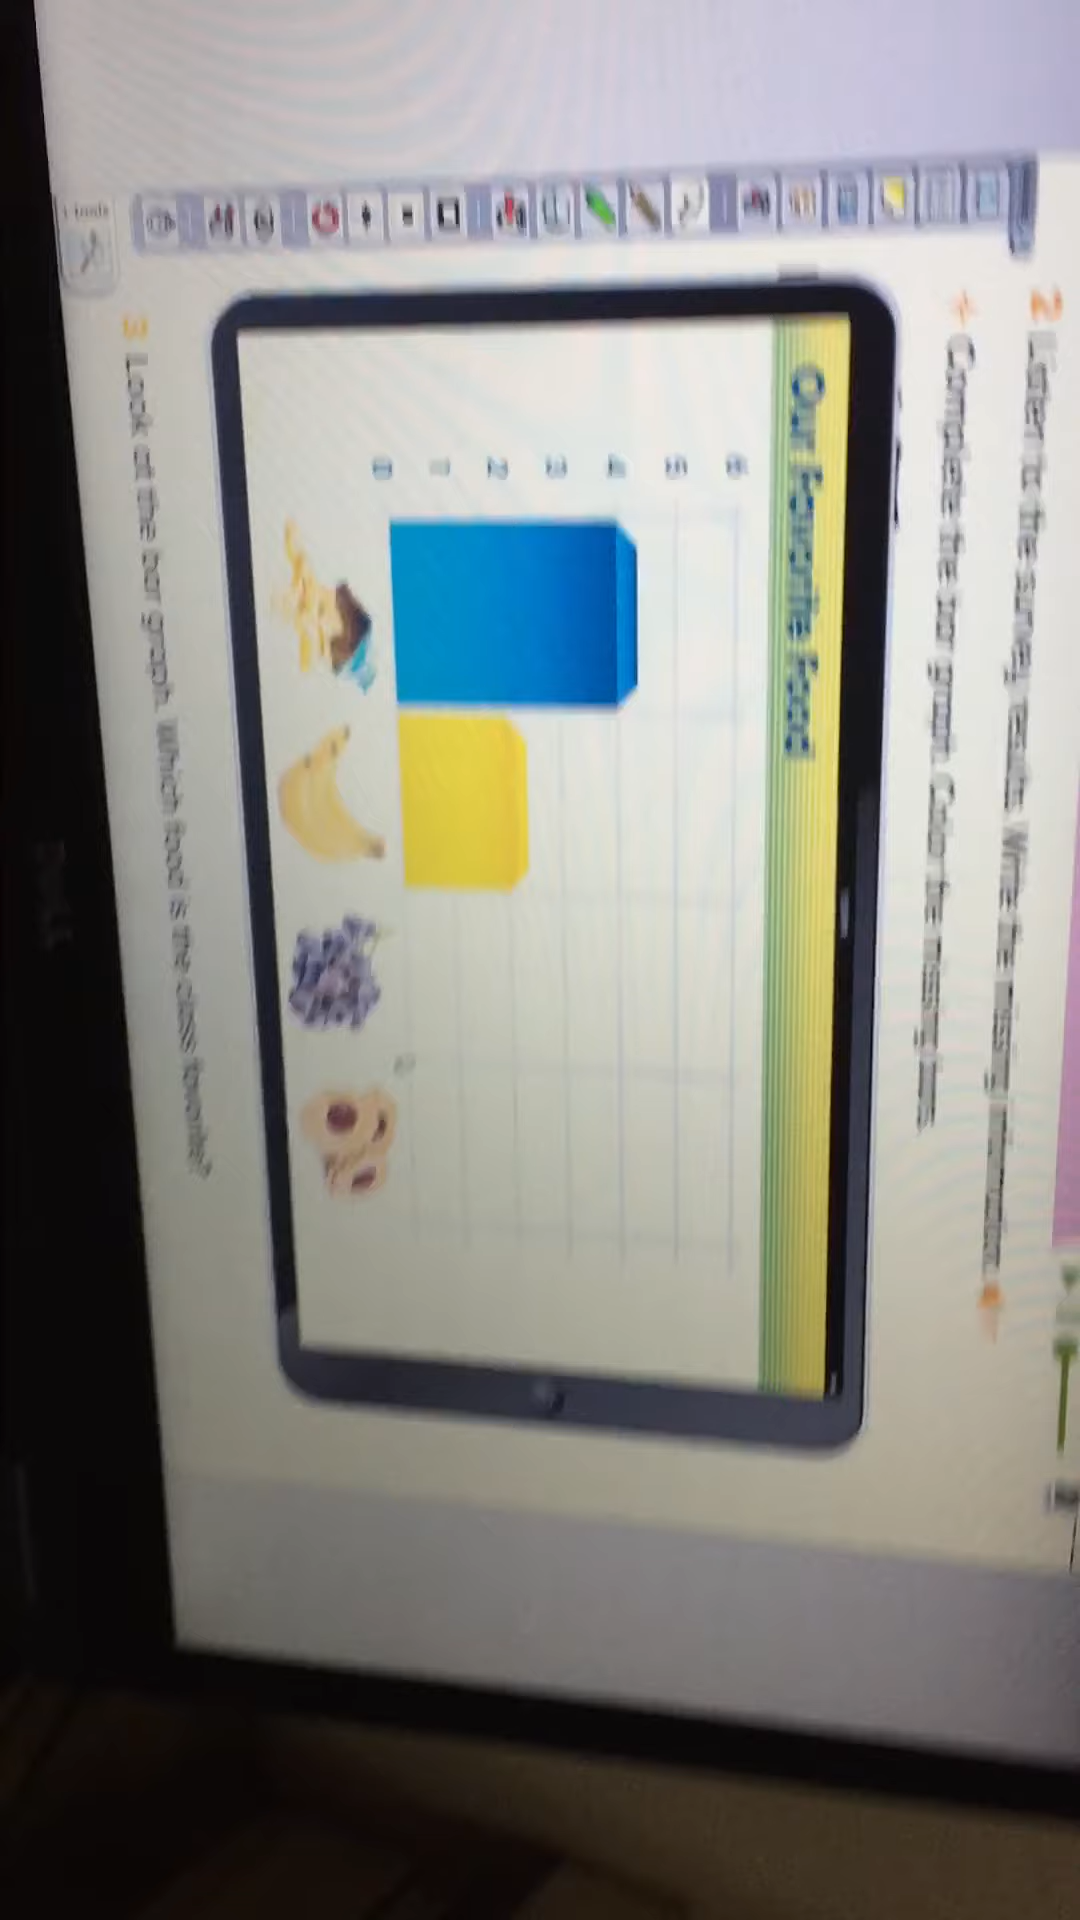 2 Listen to the survey results. Write the missing information.
Complete the bar graph. Color the missing bars.
Our favorite food
6
5
4
3
2
1
0
3 Look at the bar graph. Which food is the class favorite?